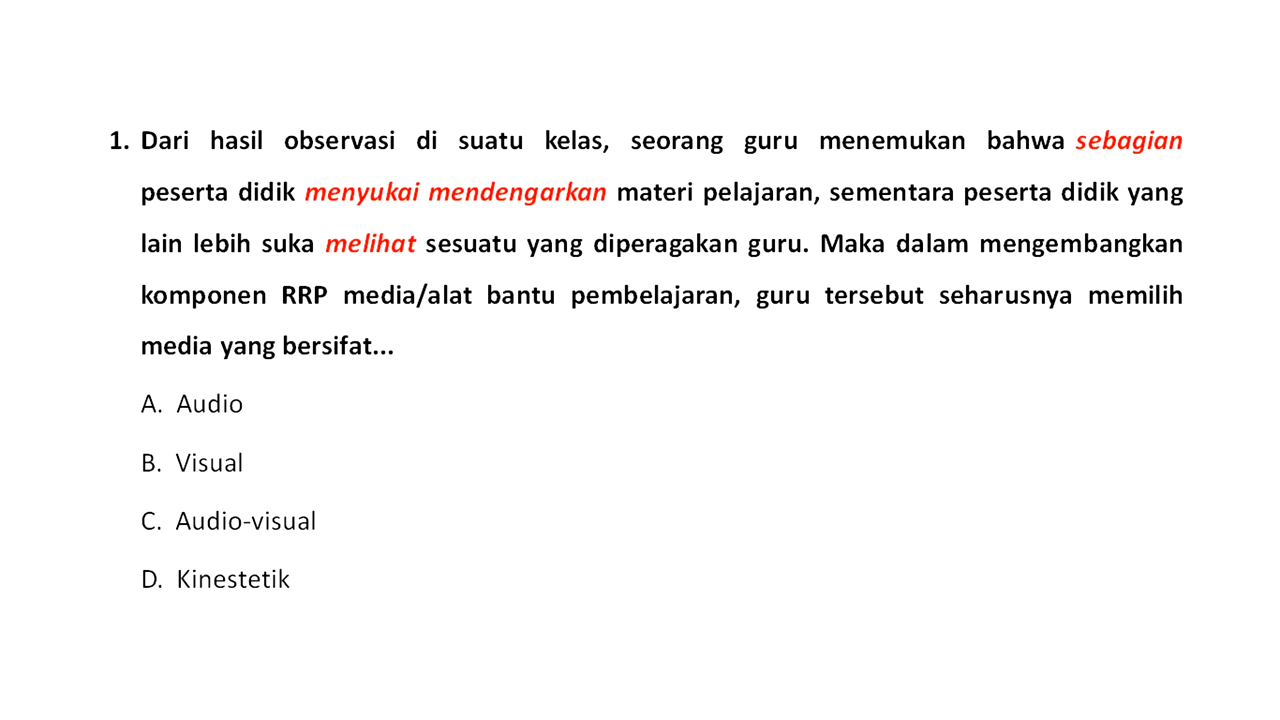 1. Dari hasil observasi di suatu kelas, seorang guru menemukan bahwa sebagian
peserta didik menyukai mendengarkan materi pelajaran, sementara peserta didik yang
lain lebih suka melihat sesuatu yang diperagakan guru. Maka dalam mengembangkan
komponen RRP media/alat bantu pembelajaran, guru tersebut seharusnya memilih
media yang bersifat...
A. Audio
B. Visual
C. Audio-visual
D. Kinestetik